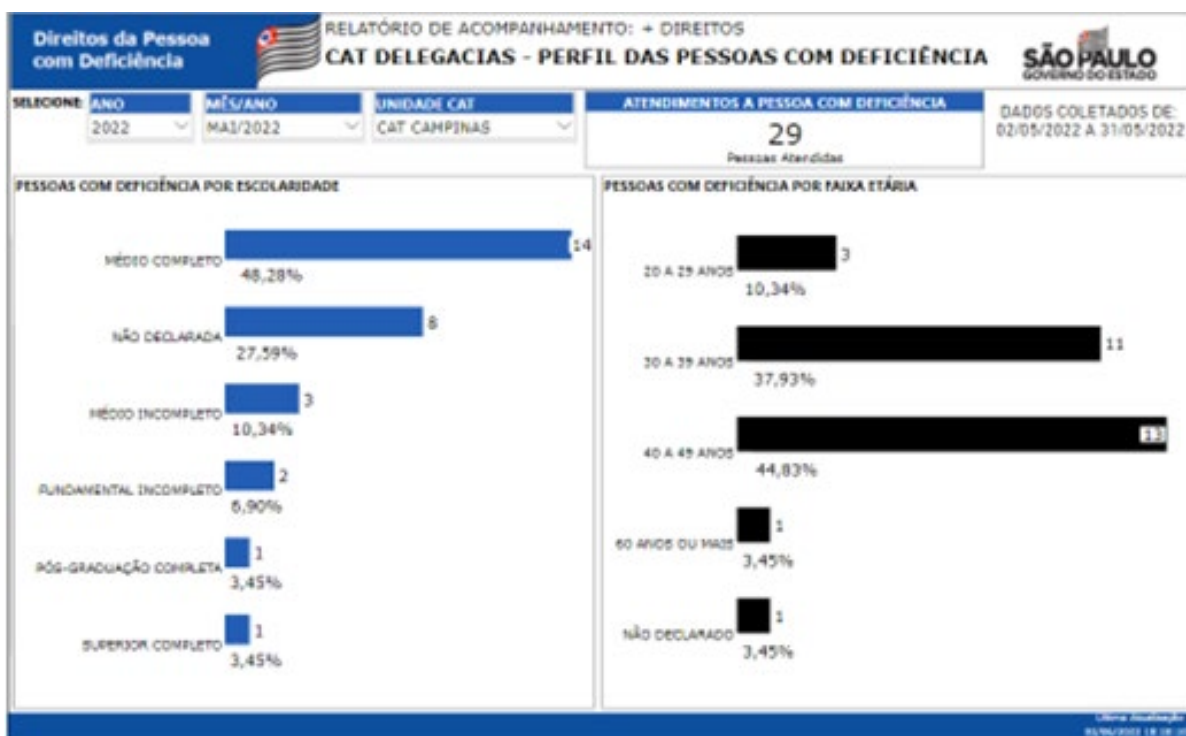 Direitos da Pessoa
com Deficiência
RELATÓRIO DE ACOMPANHAMENTO: + DIREITOS
CAT DELEGACIAS - PERFIL DAS PESSOAS COM DEFICIÊNCIA
SÃO PAULO
GOVERNO DO ESTADO
SELECIONE:
ANO
2022
MÊS/ANO
MAI/2022
UNIDADE CAT
CAT CAMPINAS
ATENDIMENTOS A PESSOA COM DEFICIÊNCIA
29
Pessoas Atendidas
DADOS COLETADOS DE:
02/05/2022 A 31/05/2022
PESSOAS COM DEFICIÊNCIA POR ESCOLARIDADE
MÉDIO COMPLETO
14
48,28%
NÃO DECLARADA
8
27,59%
MÉDIO INCOMPLETO
3
10,34%
FUNDAMENTAL INCOMPLETO
2
6,90%
PÓS-GRADUAÇÃO COMPLETA
1
3,45%
SUPERIOR COMPLETO
1
3,45%
PESSOAS COM DEFICIÊNCIA POR FAIXA ETÁRIA
20 A 29 ANOS
3
10,34%
30 A 39 ANOS
11
37,93%
40 A 49 ANOS
13
44,83%
60 ANOS OU MAIS
1
3,45%
NÃO DECLARADO
1
3,45%
Última Atualização